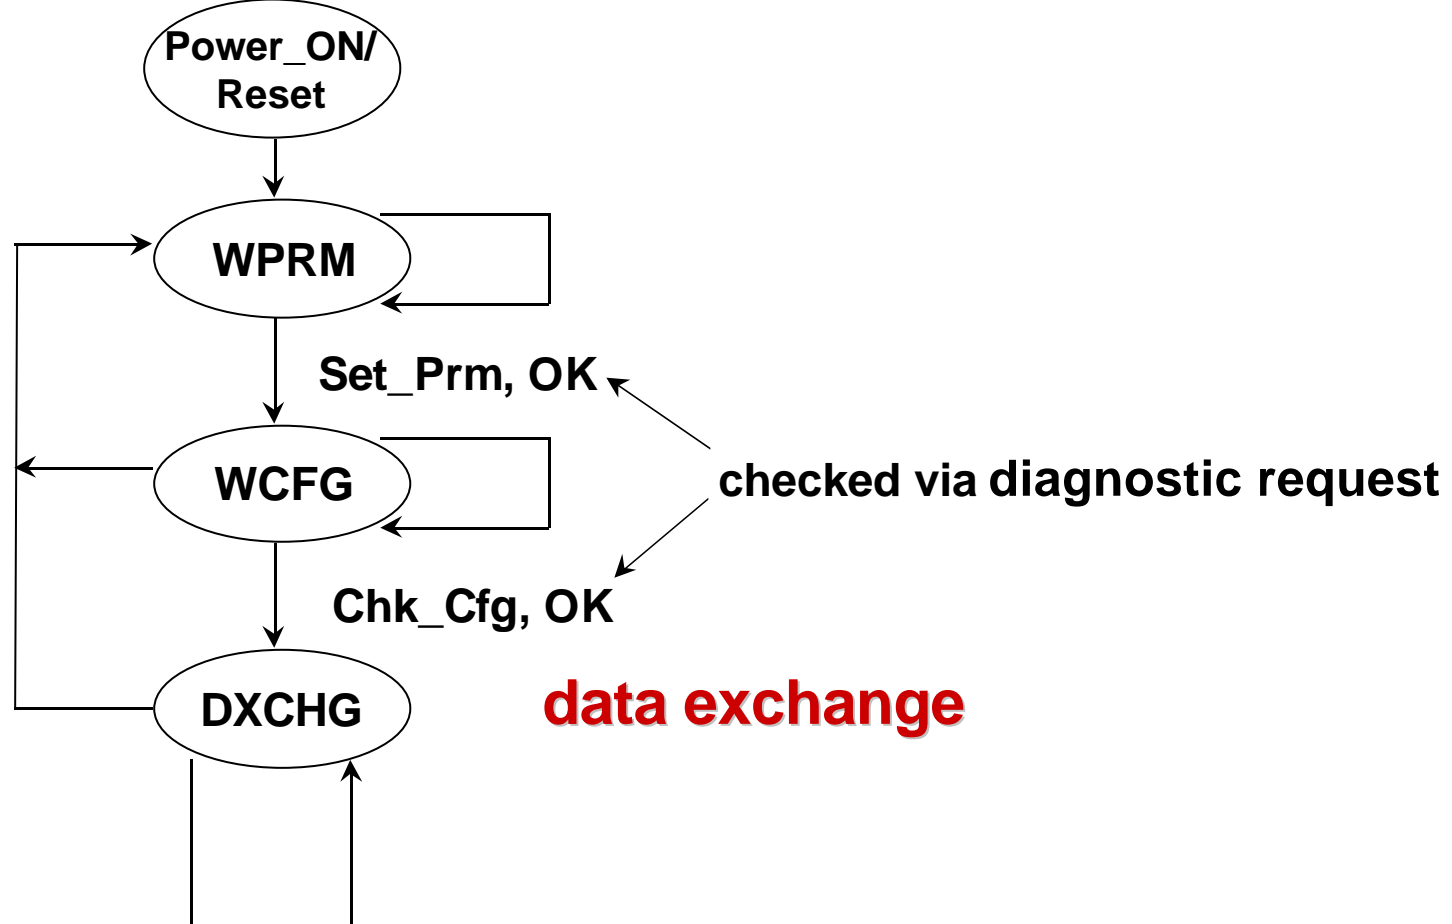 Power_ON/
Reset
WPRM
Set_Prm, OK
WCFG
checked via diagnostic request
Chk_Cfg, OK
DXCHG
data exchange